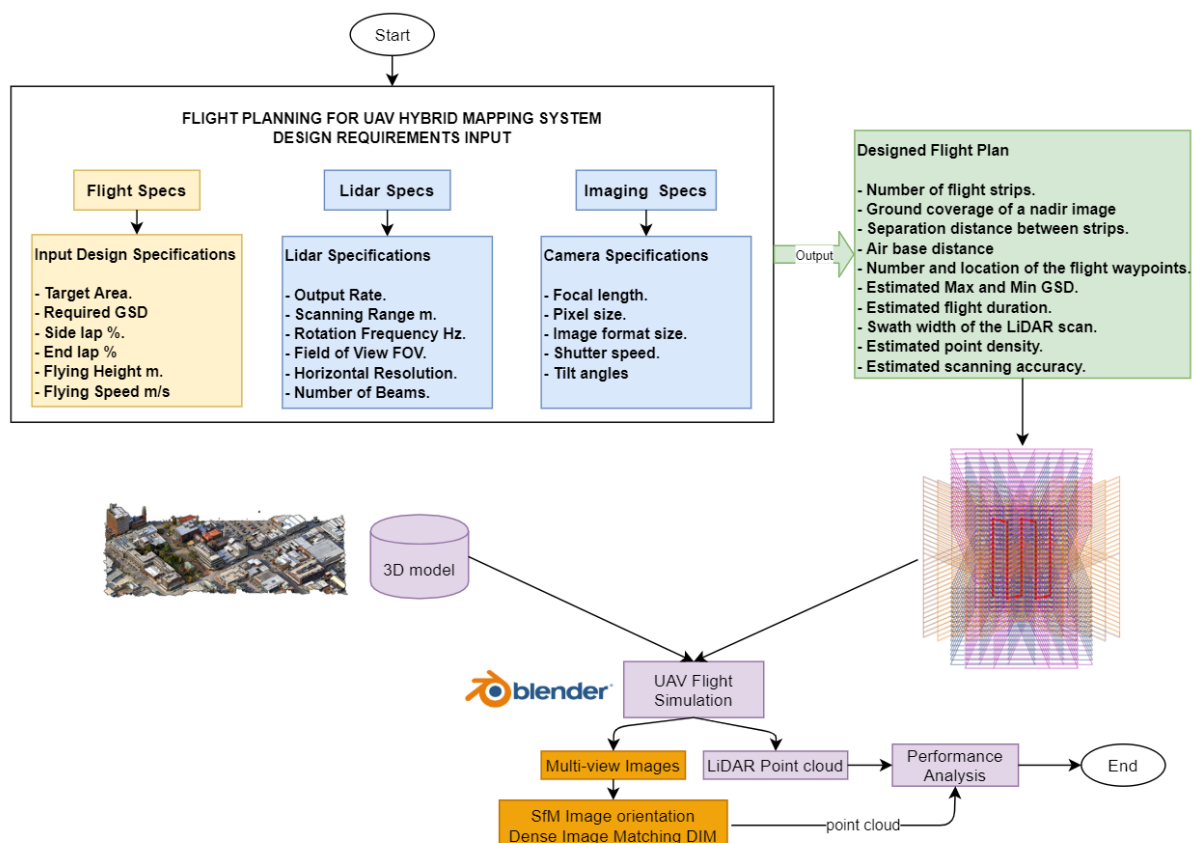 Start
FLIGHT PLANNING FOR UAV HYBRID MAPPING SYSTEM
DESIGN REQUIREMENTS INPUT
Flight Specs
Input Design Specifications
- Target Area.
- Required GSD
- Side lap %.
- End lap %
- Flying Height m.
- Flying Speed m/s
Lidar Specs
Lidar Specifications
- Output Rate.
- Scanning Range m.
- Rotation Frequency Hz.
- Field of View FOV.
- Horizontal Resolution.
- Number of Beams.
Imaging Specs
Camera Specifications
- Focal length.
- Pixel size.
- Image format size.
- Shutter speed.
- Tilt angles
Output
Designed Flight Plan
- Number of flight strips.
- Ground coverage of a nadir image
- Separation distance between strips.
- Air base distance
- Number and location of the flight waypoints.
- Estimated Max and Min GSD.
- Estimated flight duration.
- Swath width of the LiDAR scan.
- Estimated point density.
- Estimated scanning accuracy.
3D model
blender
UAV Flight
Simulation
Multi-view Images
LiDAR Point cloud
Performance
Analysis
End
SfM Image orientation
Dense Image Matching DIM
point cloud